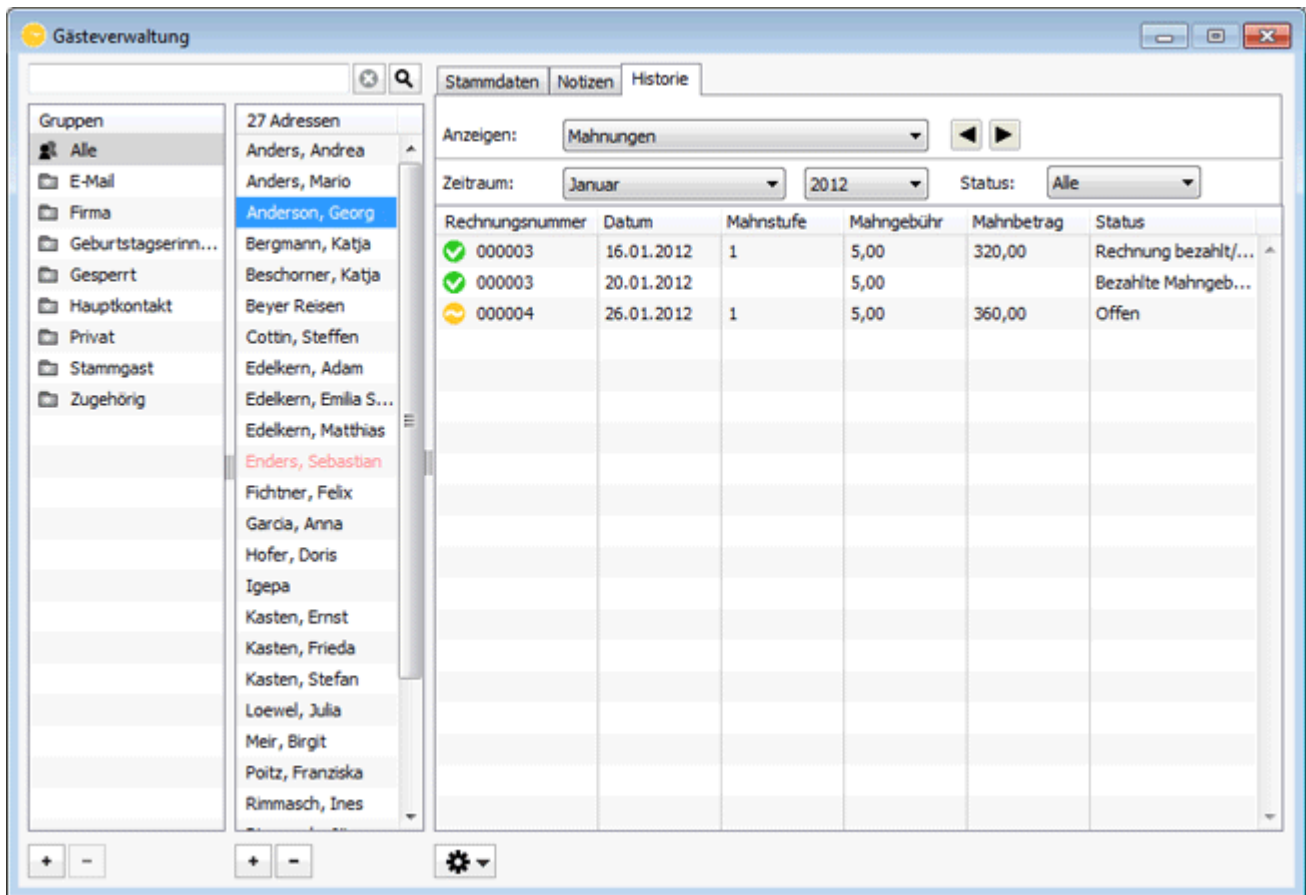 Gästeverwaltung
Stammdaten Notizen Historie
Gruppen
Alle
E-Mail
Firma
Geburtstagserinn...
Gesperrt
Hauptkontakt
Privat
Stammgast
Zugehörig
27 Adressen
Anders, Andrea
Anders, Mario
Anderson, Georg
Bergmann, Katja
Beschorner, Katja
Beyer Reisen
Cottin, Steffen
Edelkern, Adam
Edelkern, Emilia S...
Edelkern, Matthias
Enders, Sebastian
Fichtner, Felix
Garcia, Anna
Hofer, Doris
Igepa
Kasten, Ernst
Kasten, Frieda
Kasten, Stefan
Loewel, Julia
Meir, Birgit
Poitz, Franziska
Rimmasch, Ines
Anzeigen: Mahnungen
Zeitraum: Januar 2012 Status: Alle
Rechnungsnummer Datum Mahnstufe Mahngebühr Mahnbetrag Status
000003 16.01.2012 1 5,00 320,00 Rechnung bezahlt/...
000003 20.01.2012 5,00 Bezahlte Mahngeb...
000004 26.01.2012 1 5,00 360,00 Offen